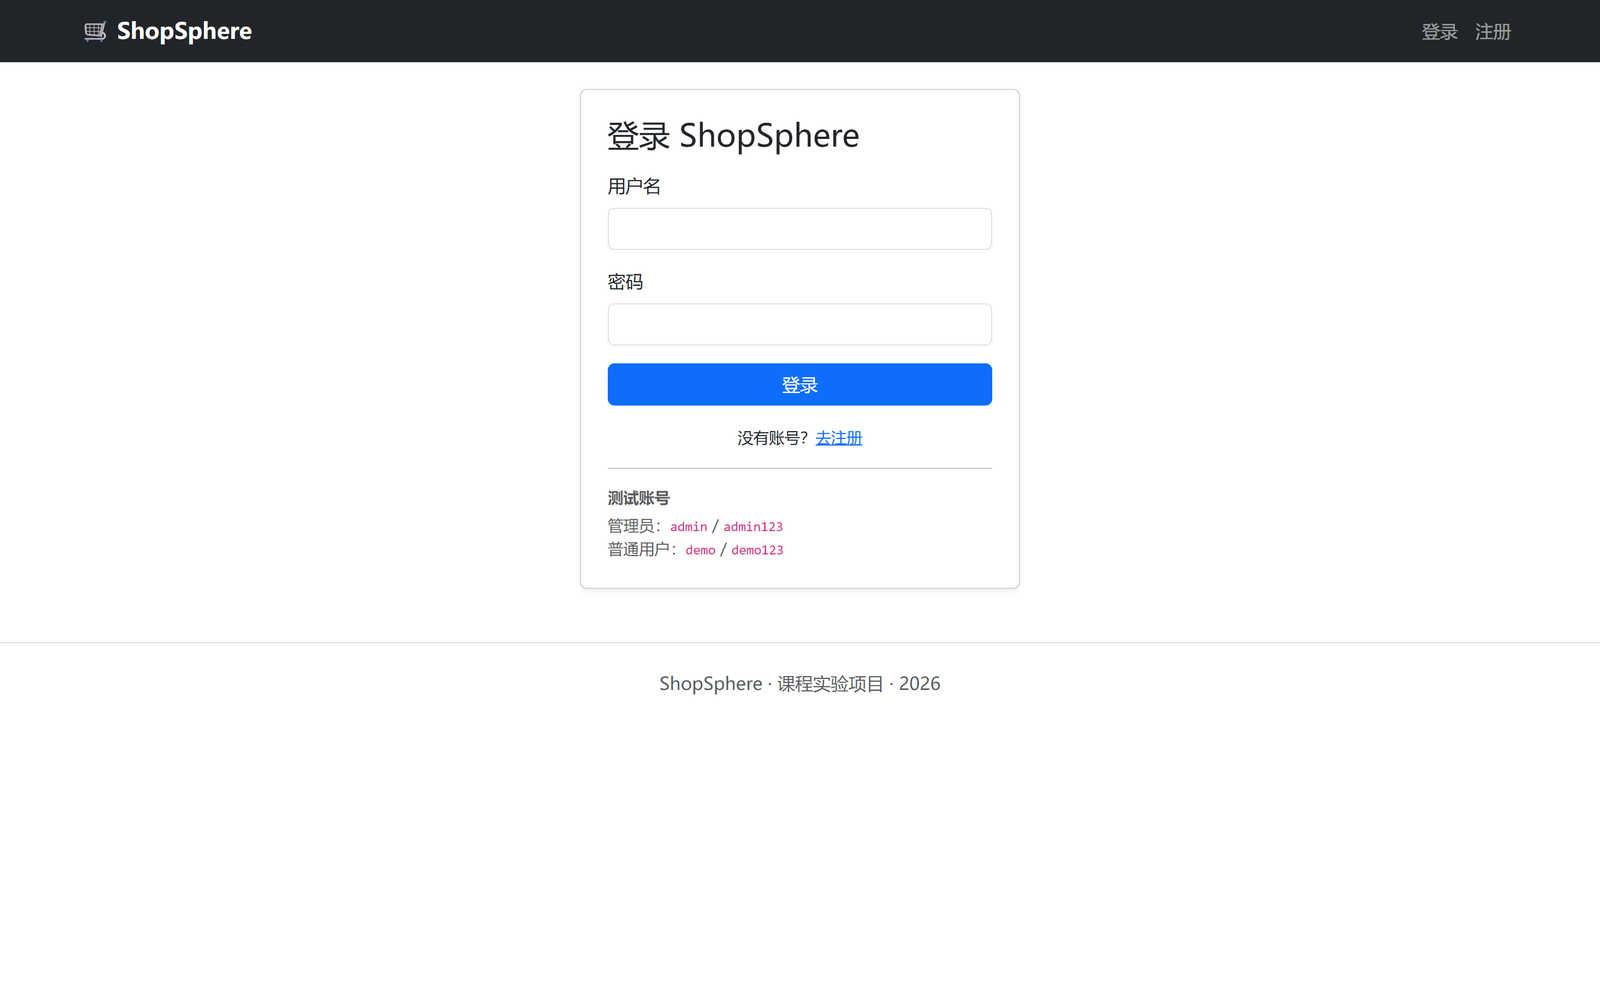 ShopSphere
登录 注册
登录 ShopSphere
用户名
密码
登录
没有账号？去注册
测试账号
管理员：admin / admin123
普通用户：demo / demo123
ShopSphere · 课程实验项目 · 2026